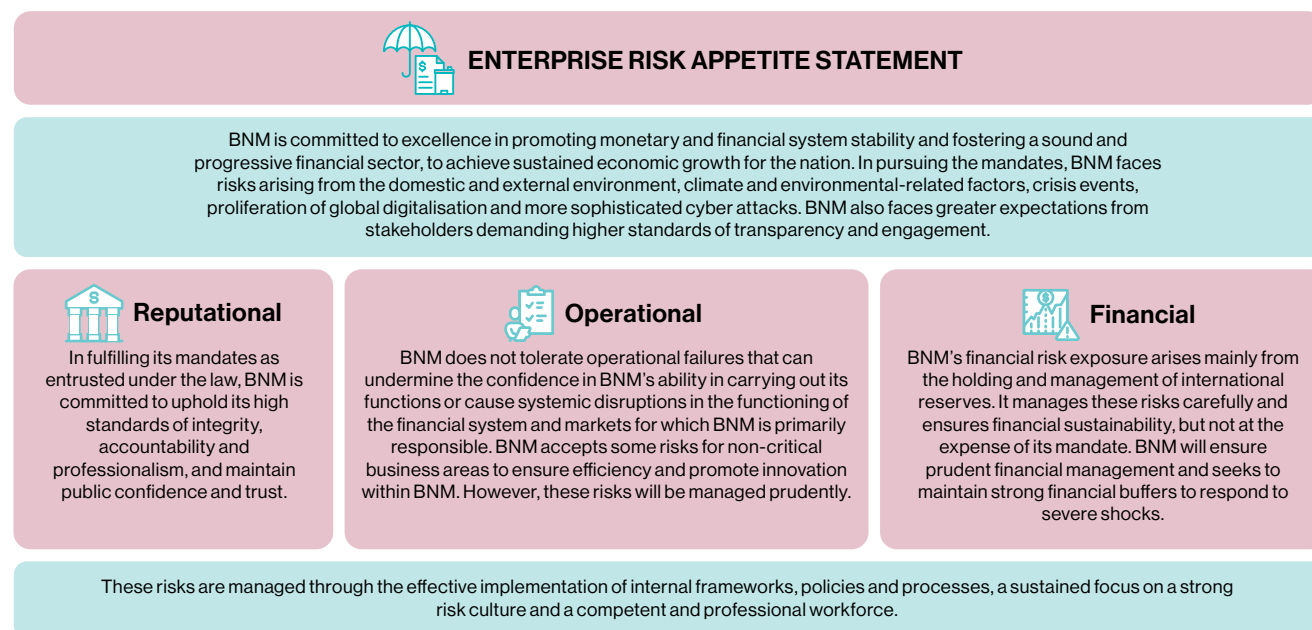 ENTERPRISE RISK APPETITE STATEMENT
BNM is committed to excellence in promoting monetary and financial system stability and fostering a sound and
progressive financial sector, to achieve sustained economic growth for the nation. In pursuing the mandates, BNM faces
risks arising from the domestic and external environment, climate and environmental-related factors, crisis events,
proliferation of global digitalisation and more sophisticated cyber attacks. BNM also faces greater expectations from
stakeholders demanding higher standards of transparency and engagement.
Reputational
In fulfilling its mandates as
entrusted under the law, BNM is
committed to uphold its high
standards of integrity,
accountability and
professionalism, and maintain
public confidence and trust.
Operational
BNM does not tolerate operational failures that can
undermine the confidence in BNM's ability in carrying out its
functions or cause systemic disruptions in the functioning of
the financial system and markets for which BNM is primarily
responsible. BNM accepts some risks for non-critical
business areas to ensure efficiency and promote innovation
within BNM. However, these risks will be managed prudently.
Financial
BNM's financial risk exposure arises mainly from
the holding and management of international
reserves. It manages these risks carefully and
ensures financial sustainability, but not at the
expense of its mandate. BNM will ensure
prudent financial management and seeks to
maintain strong financial buffers to respond to
severe shocks.
These risks are managed through the effective implementation of internal frameworks, policies and processes, a sustained focus on a strong
risk culture and a competent and professional workforce.